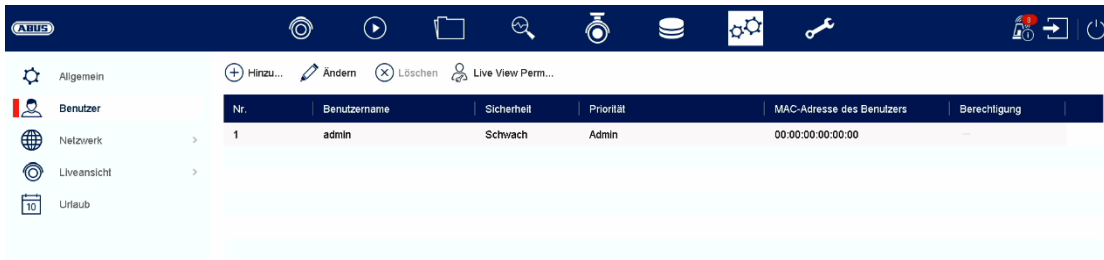 ABUS
8
Allgemein
Hinzu... Ändern Löschen Live View Perm...
Benutzer
Nr. Benutzername Sicherheit Priorität MAC-Adresse des Benutzers Berechtigung
1 admin Schwach Admin 00:00:00:00:00:00 —
Netzwerk
Liveansicht
10 Urlaub